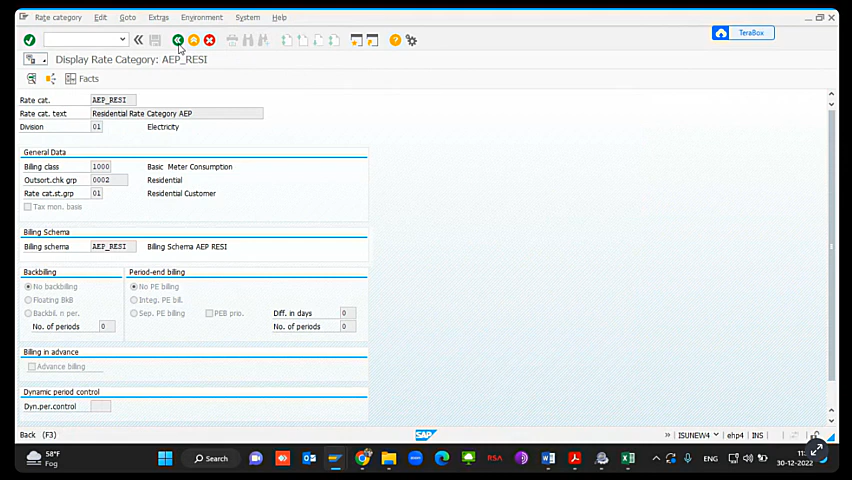 Rate category Edit Goto Extras Environment System Help
TeraBox
Display Rate Category: AEP_RESI
Facts
Rate cat. AEP_RESI
Rate cat. text Residential Rate Category AEP
Division 01 Electricity
General Data
Billing class 1000 Basic Meter Consumption
Outsort.chk grp 0002 Residential
Rate cat.st.grp 01 Residential Customer
Tax mon. basis
Billing Schema
Billing schema AEP_RESI Billing Schema AEP RESI
Backbilling Period-end billing
No backbilling No PE billing
Floating BkB Integ. PE bill.
Backbil. n per. Sep. PE billing PEB prio. Diff. in days 0
No. of periods 0 No. of periods 0
Billing in advance
Advance billing
Dynamic period control
Dyn.per.control
Back (F3) SAP » ISUNEW4 ehp4 INS
58°F Search RSA ENG 11:
Fog 30-12-2022